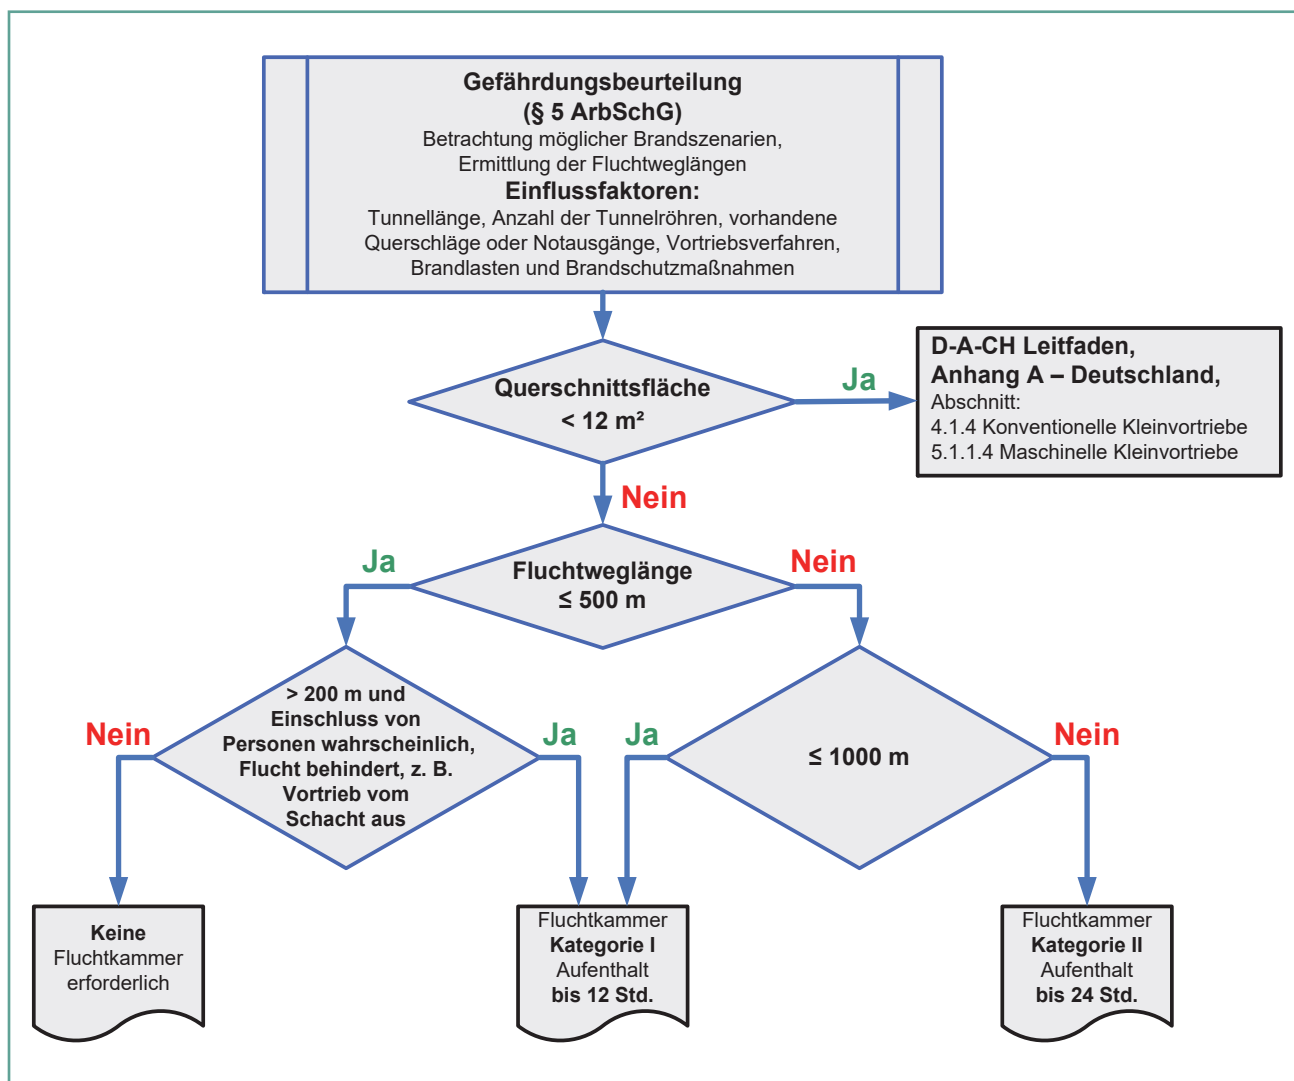 Gefährdungsbeurteilung
(§ 5 ArbSchG)
Betrachtung möglicher Brandszenarien,
Ermittlung der Fluchtweglängen
Einflussfaktoren:
Tunnellänge, Anzahl der Tunnelröhren, vorhandene
Querschläge oder Notausgänge, Vortriebsverfahren,
Brandlasten und Brandschutzmaßnahmen
Querschnittsfläche
< 12 m²
Ja
D-A-CH Leitfaden,
Anhang A – Deutschland,
Abschnitt:
4.1.4 Konventionelle Kleinvortriebe
5.1.1.4 Maschinelle Kleinvortriebe
Nein
Fluchtweglänge
≤ 500 m
Ja
Nein
> 200 m und
Einschluss von
Personen wahrscheinlich,
Flucht behindert, z. B.
Vortrieb vom
Schacht aus
Nein
Ja
≤ 1000 m
Ja
Nein
Keine
Fluchtkammer
erforderlich
Fluchtkammer
Kategorie I
Aufenthalt
bis 12 Std.
Fluchtkammer
Kategorie II
Aufenthalt
bis 24 Std.